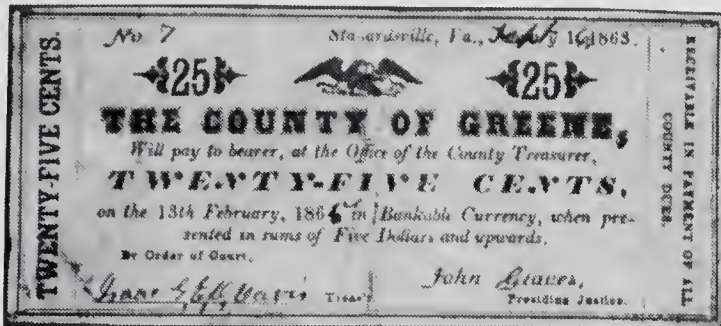 TWENTY-FIVE CENTS.
No 7
Stanardsville, Va., 16, 1863.
25 25
THE COUNTY OF GREENE,
Will pay to bearer, at the Office of the County Treasurer,
TWENTY-FIVE CENTS,
on the 13th February, 186 in Bankable Currency, when pre-
sented in sums of Five Dollars and upwards.
By Order of Court.
Treas'r
John Graves,
Presiding Justice.
RECEIVABLE IN PAYMENT OF ALL
COUNTY DUES.